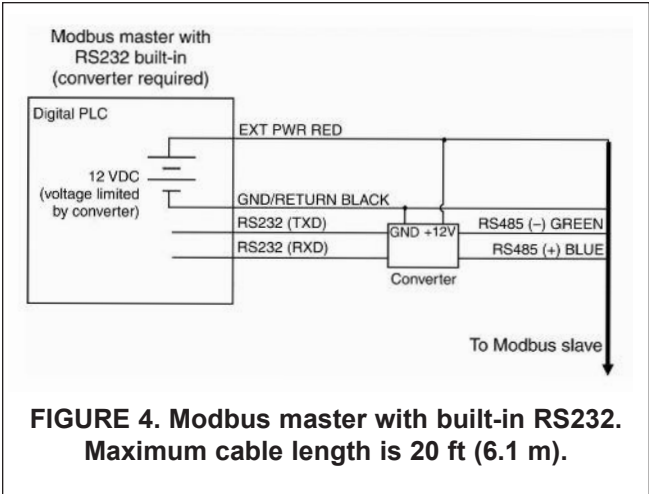 Modbus master with
RS232 built-in
(converter required)
Digital PLC
EXT PWR RED
12 VDC
(voltage limited
by converter)
GND/RETURN BLACK
RS232 (TXD)
GND +12V
RS485 (–) GREEN
RS232 (RXD)
RS485 (+) BLUE
Converter
To Modbus slave
FIGURE 4. Modbus master with built-in RS232.
Maximum cable length is 20 ft (6.1 m).